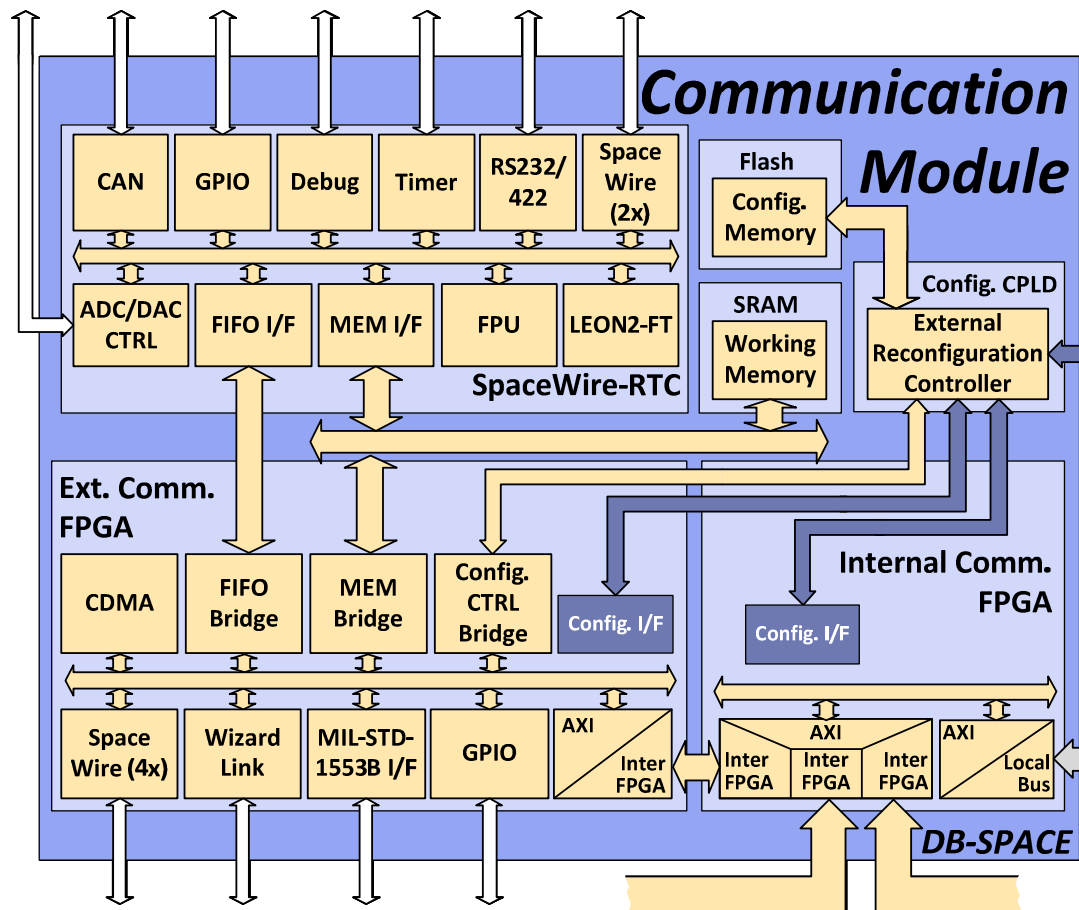 Communication
Module
CAN
GPIO
Debug
Timer
RS232/
422
Space
Wire
(2x)
ADC/DAC
CTRL
FIFO I/F
MEM I/F
FPU
LEON2-FT
SpaceWire-RTC
Flash
Config.
Memory
SRAM
Working
Memory
Config. CPLD
External
Reconfiguration
Controller
Ext. Comm.
FPGA
CDMA
FIFO
Bridge
MEM
Bridge
Config.
CTRL
Bridge
Config. I/F
Space
Wire (4x)
Wizard
Link
MIL-STD-
1553B I/F
GPIO
AXI
Inter
FPGA
Internal Comm.
FPGA
Config. I/F
AXI
Inter
FPGA
Inter
FPGA
Inter
FPGA
AXI
Local
Bus
DB-SPACE